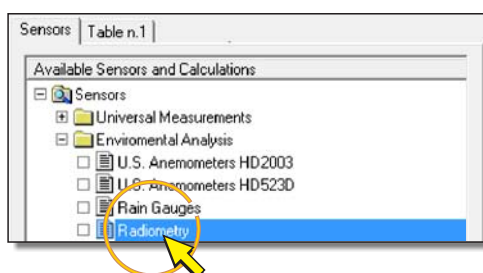 Sensors Table n.1
Available Sensors and Calculations
Sensors
Universal Measurements
Enviromental Analysis
U.S. Anemometers HD2003
U.S. Anemometers HD523D
Rain Gauges
Radiometry